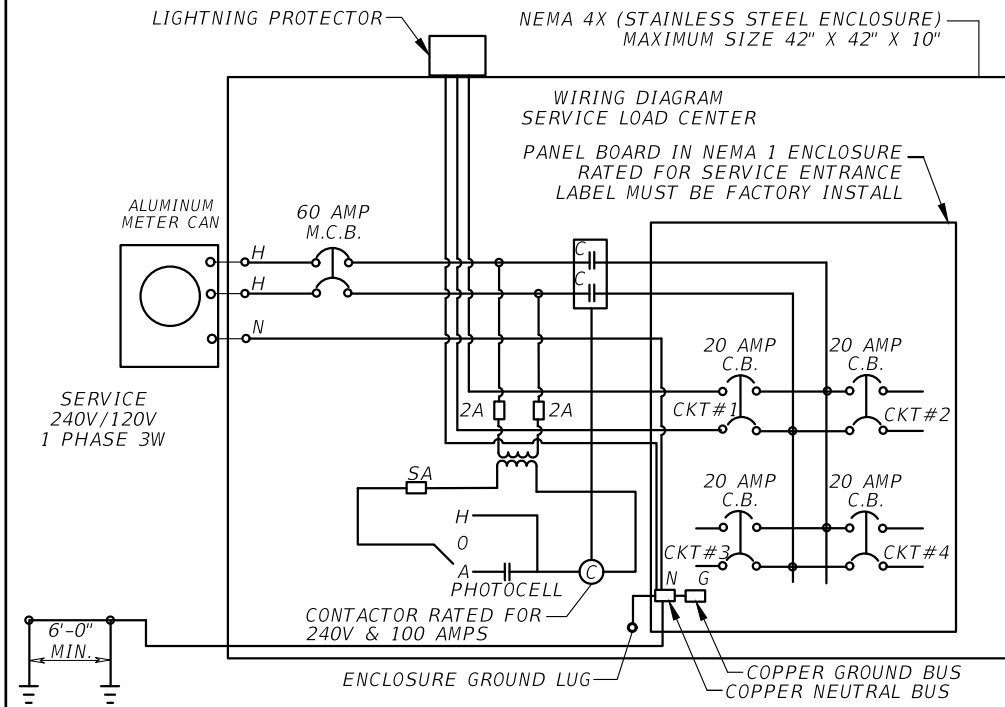 LIGHTNING PROTECTOR
NEMA 4X (STAINLESS STEEL ENCLOSURE)
MAXIMUM SIZE 42" X 42" X 10"
WIRING DIAGRAM
SERVICE LOAD CENTER
PANEL BOARD IN NEMA 1 ENCLOSURE
RATED FOR SERVICE ENTRANCE
LABEL MUST BE FACTORY INSTALL
ALUMINUM
METER CAN
60 AMP
M.C.B.
H
C
H
C
N
20 AMP
C.B.
20 AMP
C.B.
SERVICE
240V/120V
1 PHASE 3W
2A
2A
CKT#1
CKT#2
SA
20 AMP
C.B.
20 AMP
C.B.
H
O
A
PHOTOCELL
C
CKT#3
CKT#4
N
G
CONTACTOR RATED FOR
240V & 100 AMPS
6'-0"
MIN.
ENCLOSURE GROUND LUG
COPPER GROUND BUS
COPPER NEUTRAL BUS